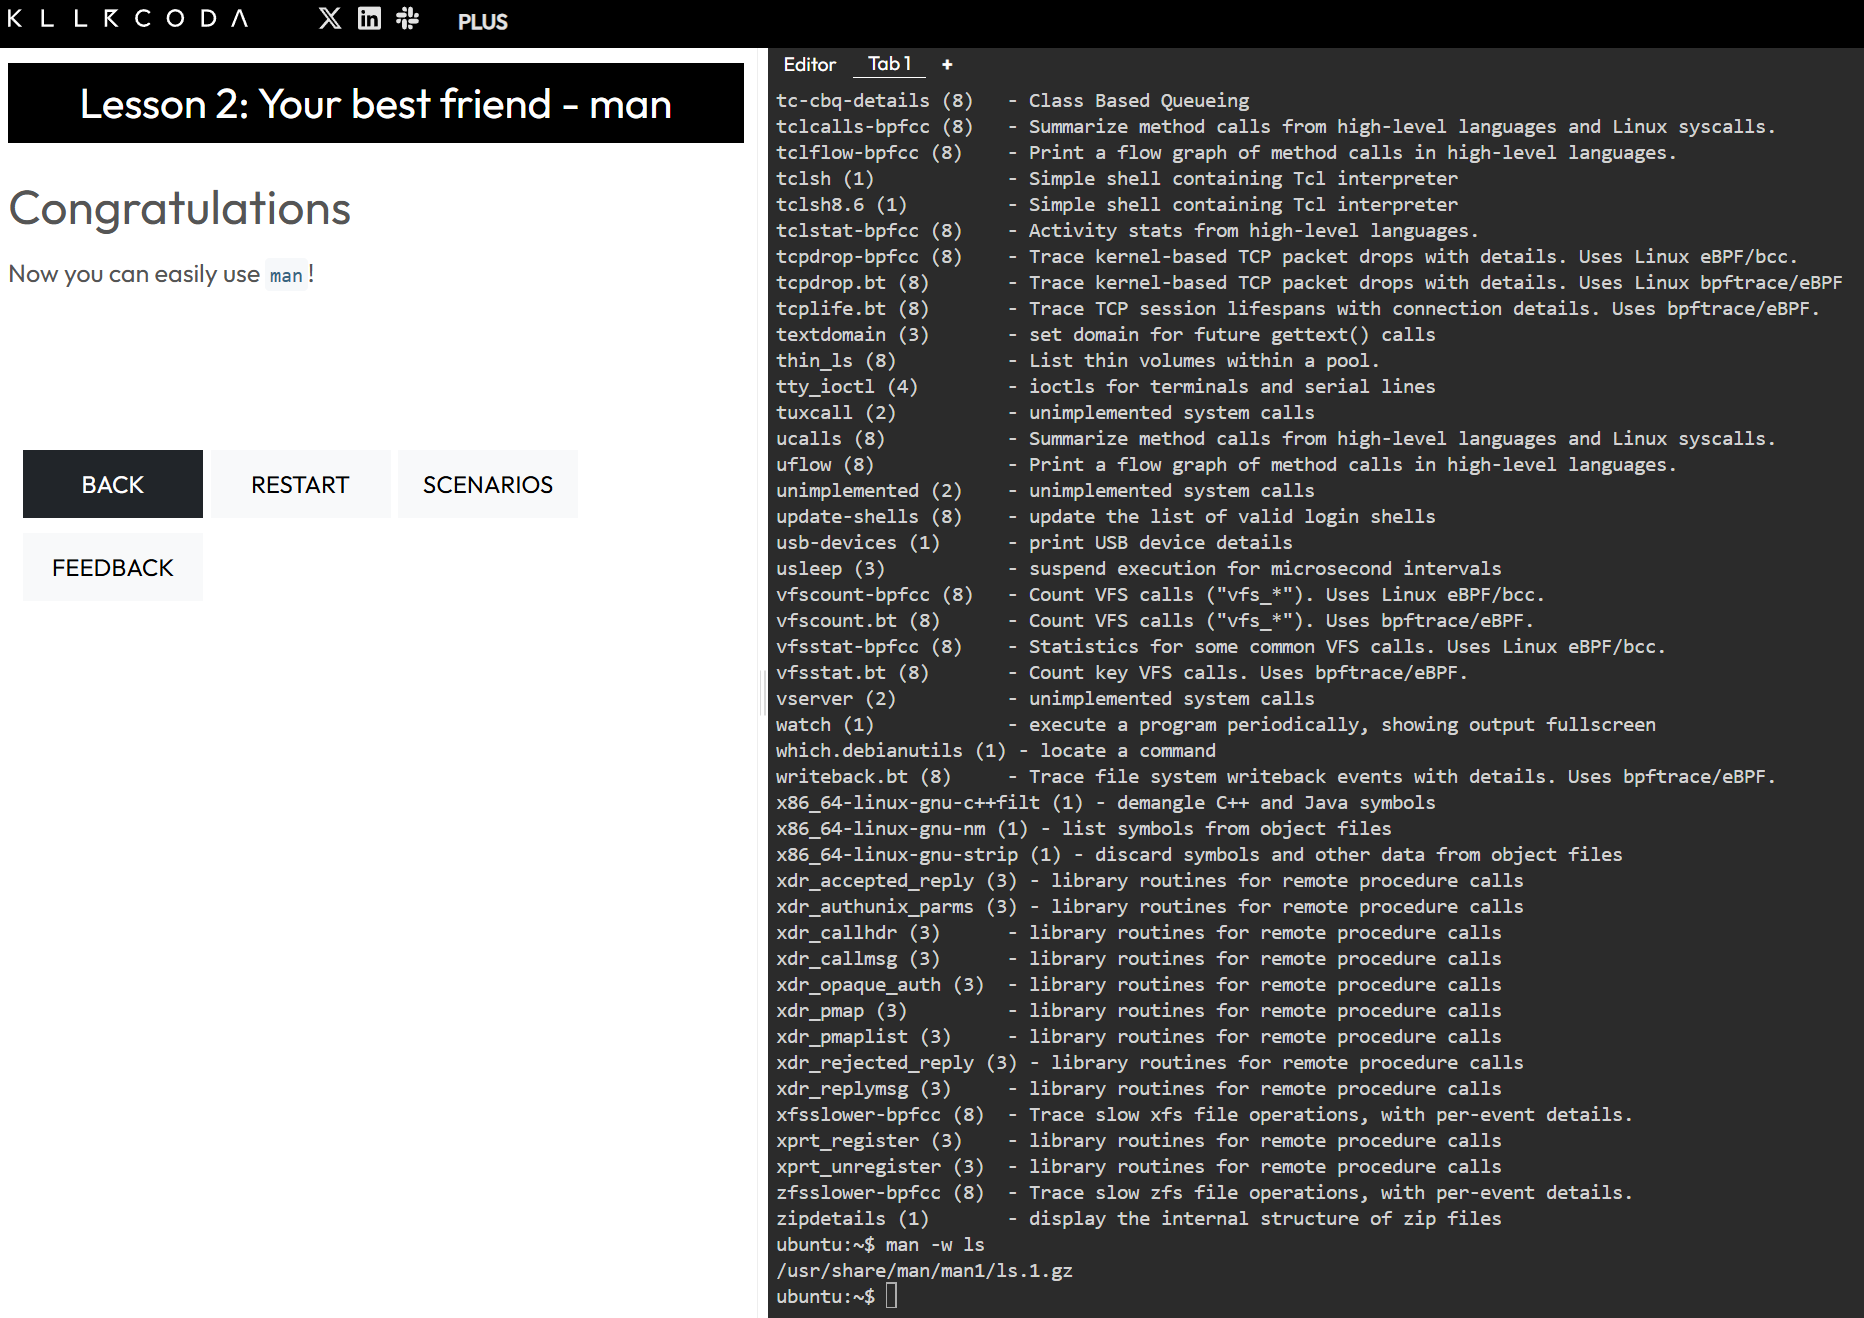 KLLRCODA
PLUS
Lesson 2: Your best friend - man
Congratulations
Now you can easily use man!
BACK
RESTART
SCENARIOS
FEEDBACK
Editor
Tab 1
+
tc-cbq-details (8)   - Class Based Queueing
tclcalls-bpfcc (8)   - Summarize method calls from high-level languages and Linux syscalls.
tclflow-bpfcc (8)    - Print a flow graph of method calls in high-level languages.
tclsh (1)            - Simple shell containing Tcl interpreter
tclsh8.6 (1)         - Simple shell containing Tcl interpreter
tclstat-bpfcc (8)    - Activity stats from high-level languages.
tcpdrop-bpfcc (8)    - Trace kernel-based TCP packet drops with details. Uses Linux eBPF/bcc.
tcpdrop.bt (8)       - Trace kernel-based TCP packet drops with details. Uses Linux bpftrace/eBPF
tcplife.bt (8)       - Trace TCP session lifespans with connection details. Uses bpftrace/eBPF.
textdomain (3)       - set domain for future gettext() calls
thin_ls (8)          - List thin volumes within a pool.
tty_ioctl (4)        - ioctls for terminals and serial lines
tuxcall (2)          - unimplemented system calls
ucalls (8)           - Summarize method calls from high-level languages and Linux syscalls.
uflow (8)            - Print a flow graph of method calls in high-level languages.
unimplemented (2)    - unimplemented system calls
update-shells (8)    - update the list of valid login shells
usb-devices (1)      - print USB device details
usleep (3)           - suspend execution for microsecond intervals
vfscount-bpfcc (8)   - Count VFS calls ("vfs_*"). Uses Linux eBPF/bcc.
vfscount.bt (8)      - Count VFS calls ("vfs_*"). Uses bpftrace/eBPF.
vfsstat-bpfcc (8)    - Statistics for some common VFS calls. Uses Linux eBPF/bcc.
vfsstat.bt (8)       - Count key VFS calls. Uses bpftrace/eBPF.
vserver (2)          - unimplemented system calls
watch (1)            - execute a program periodically, showing output fullscreen
which.debianutils (1) - locate a command
writeback.bt (8)     - Trace file system writeback events with details. Uses bpftrace/eBPF.
x86_64-linux-gnu-c++filt (1) - demangle C++ and Java symbols
x86_64-linux-gnu-nm (1) - list symbols from object files
x86_64-linux-gnu-strip (1) - discard symbols and other data from object files
xdr_accepted_reply (3) - library routines for remote procedure calls
xdr_authunix_parms (3) - library routines for remote procedure calls
xdr_callhdr (3)      - library routines for remote procedure calls
xdr_callmsg (3)      - library routines for remote procedure calls
xdr_opaque_auth (3)  - library routines for remote procedure calls
xdr_pmap (3)         - library routines for remote procedure calls
xdr_pmaplist (3)     - library routines for remote procedure calls
xdr_rejected_reply (3) - library routines for remote procedure calls
xdr_replymsg (3)     - library routines for remote procedure calls
xfsslower-bpfcc (8)  - Trace slow xfs file operations, with per-event details.
xprt_register (3)    - library routines for remote procedure calls
xprt_unregister (3)  - library routines for remote procedure calls
zfsslower-bpfcc (8)  - Trace slow zfs file operations, with per-event details.
zipdetails (1)       - display the internal structure of zip files
ubuntu:~$ man -w ls
/usr/share/man/man1/ls.1.gz
ubuntu:~$